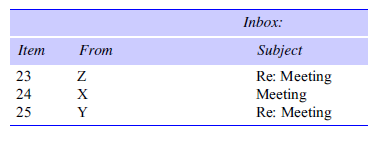 Inbox:
Item From Subject
23 Z Re: Meeting
24 X Meeting
25 Y Re: Meeting